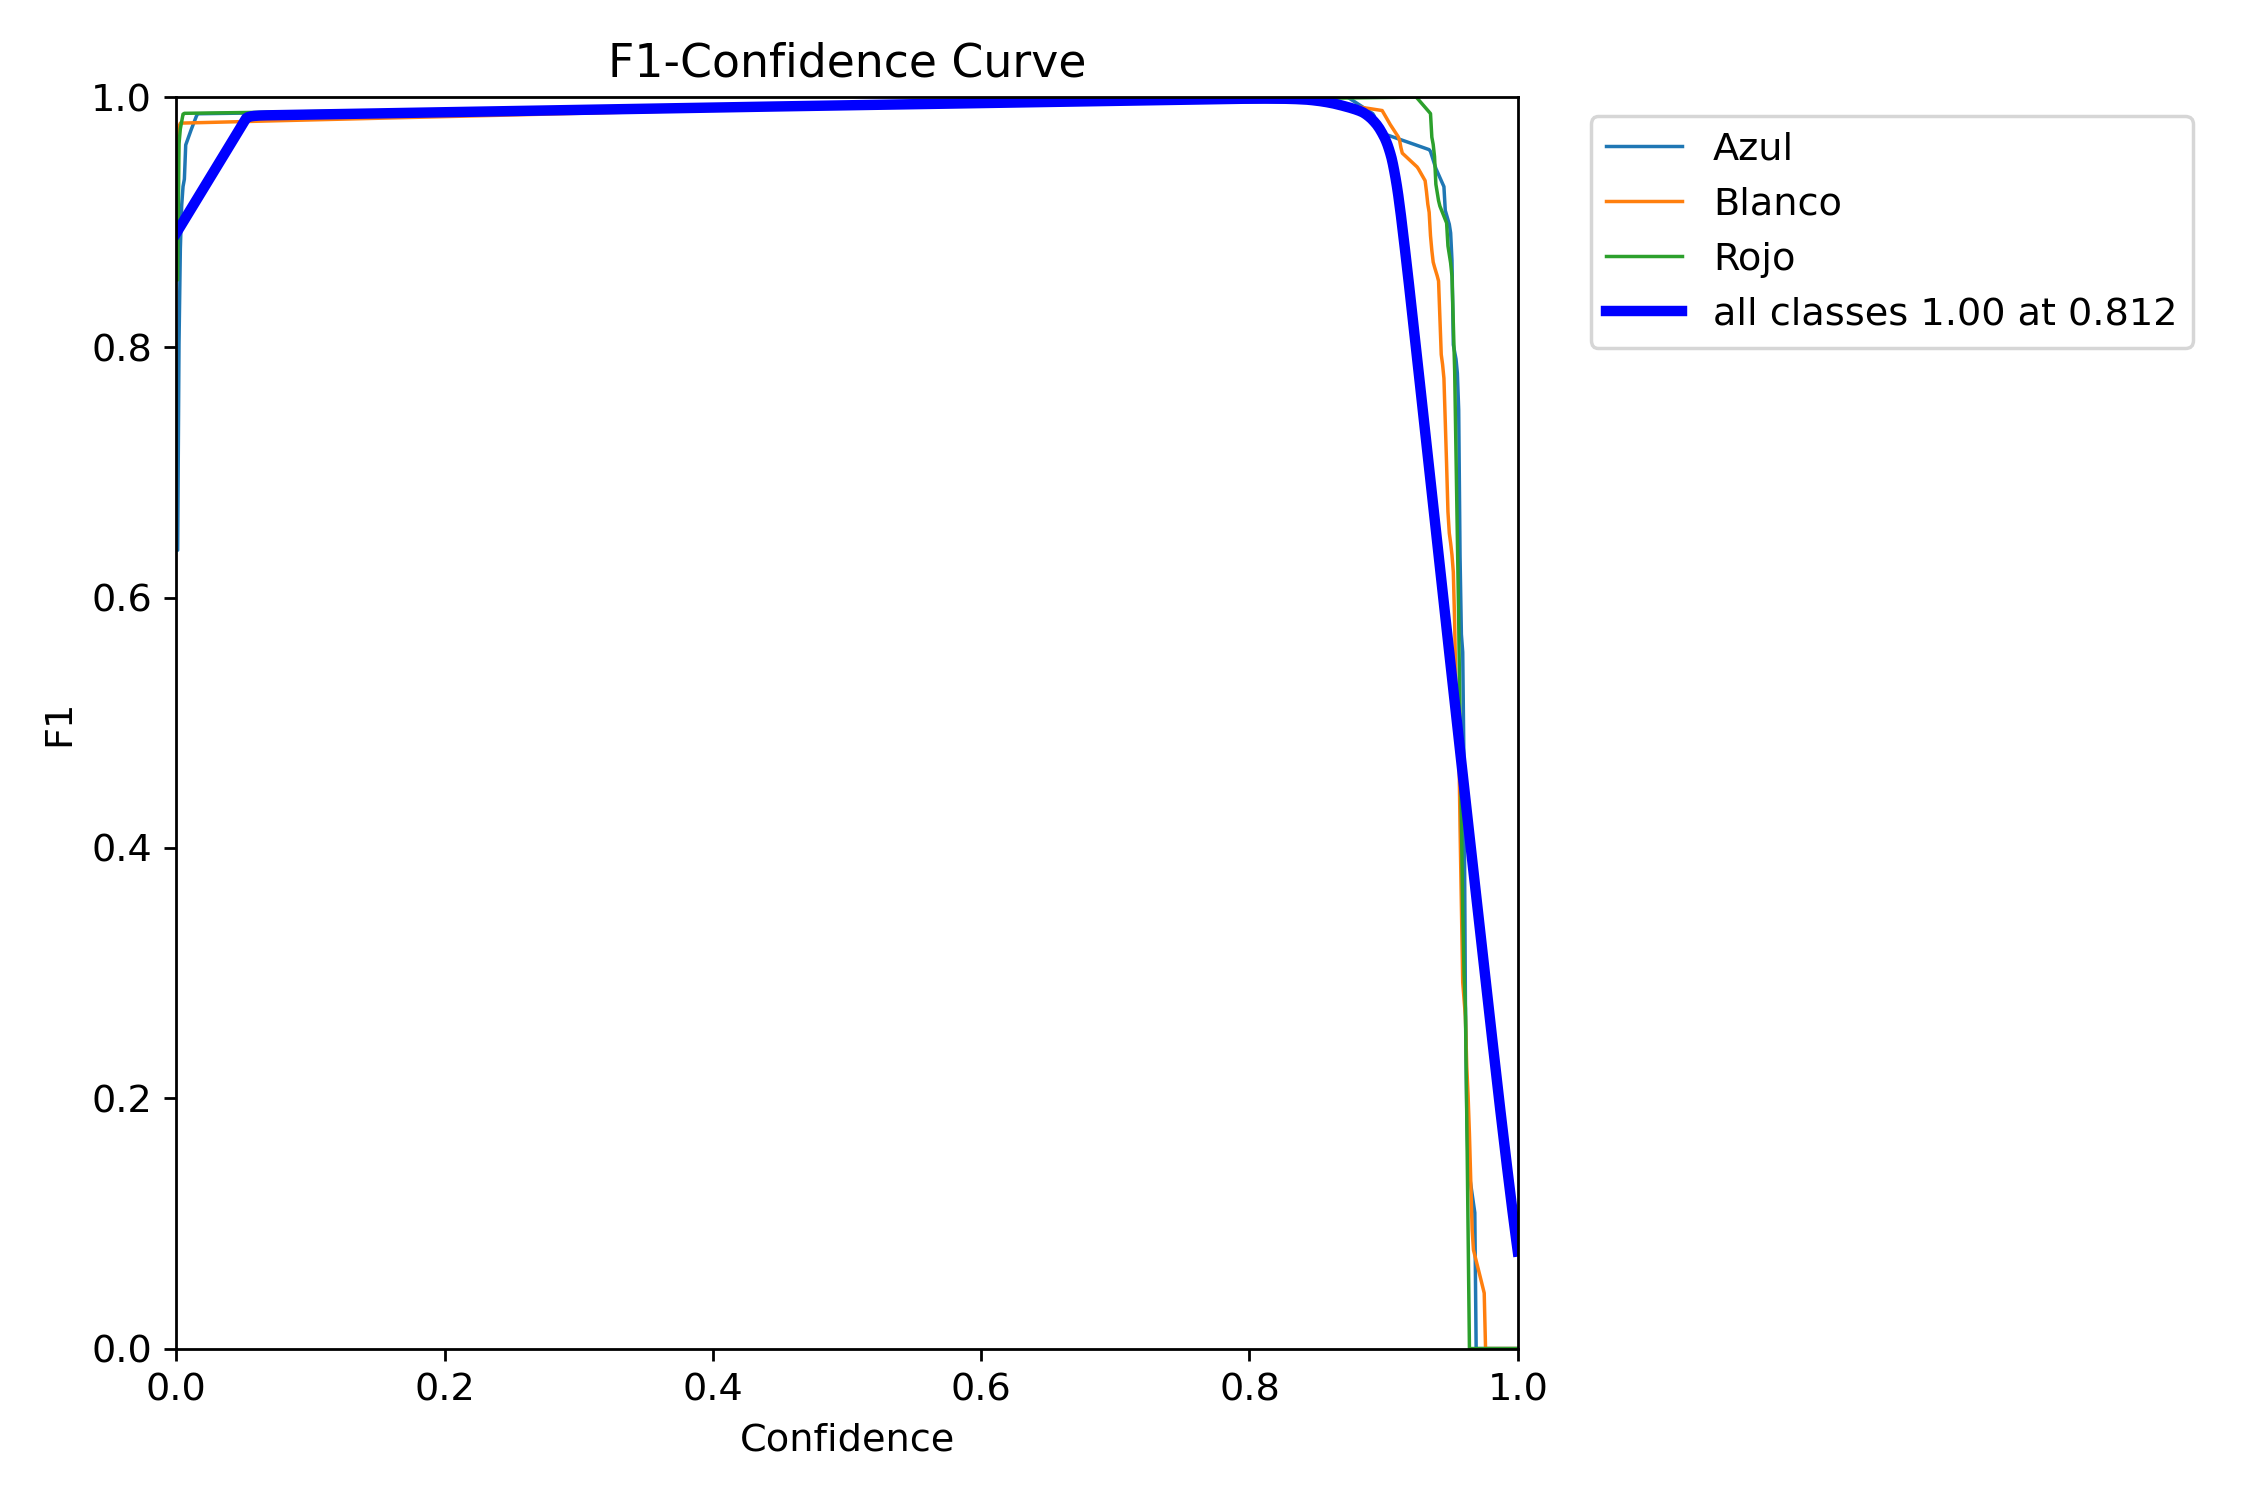 F1-Confidence Curve
1.0
0.8
0.6
0.4
0.2
0.0
F1
0.0 0.2 0.4 0.6 0.8 1.0
Confidence
Azul
Blanco
Rojo
all classes 1.00 at 0.812